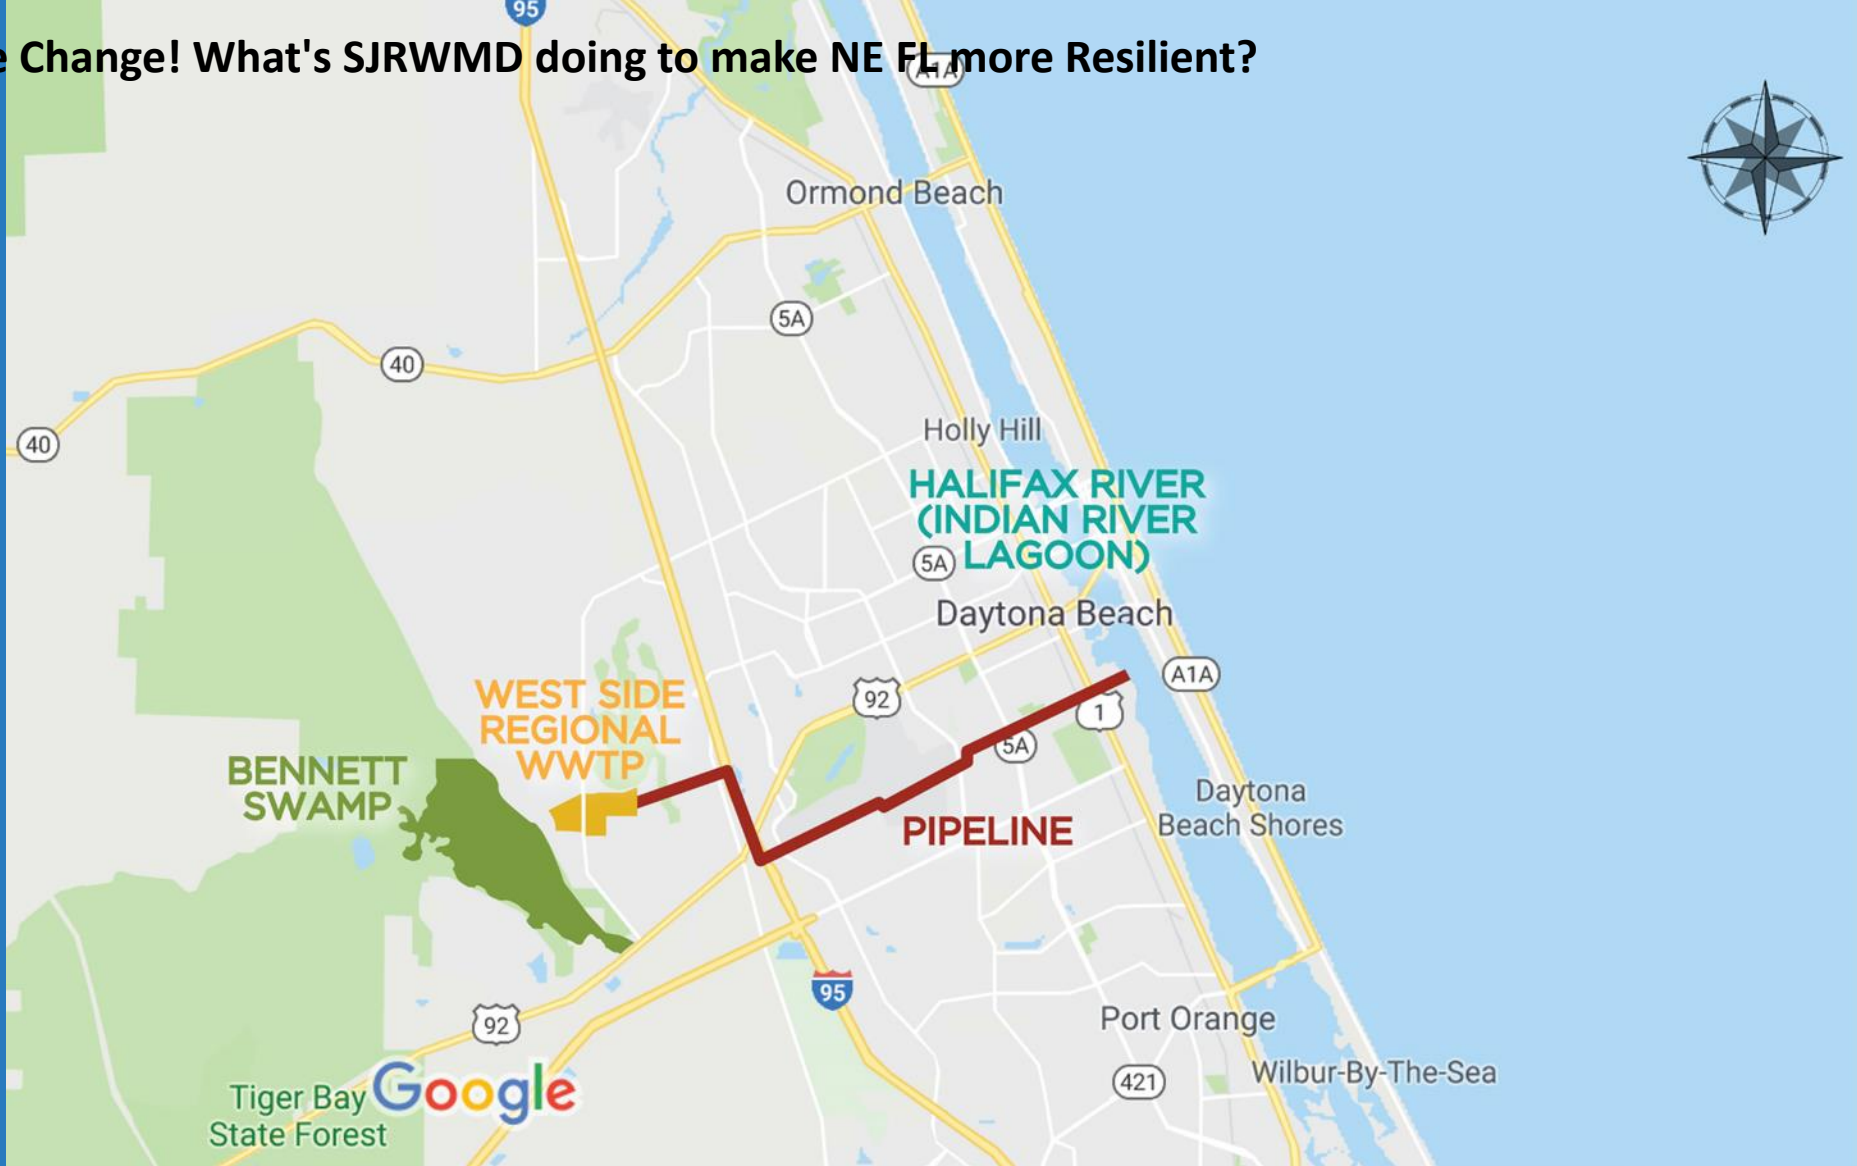 95
e Change! What's SJRWMD doing to make NE FL more Resilient?
A1A
Ormond Beach
5A
40
40
Holly Hill
HALIFAX RIVER
(INDIAN RIVER
LAGOON)
5A
Daytona Beach
A1A
WEST SIDE
REGIONAL
WWTP
92
1
5A
BENNETT
SWAMP
PIPELINE
Daytona
Beach Shores
95
92
Port Orange
421
Wilbur-By-The-Sea
Tiger Bay
State Forest
Google